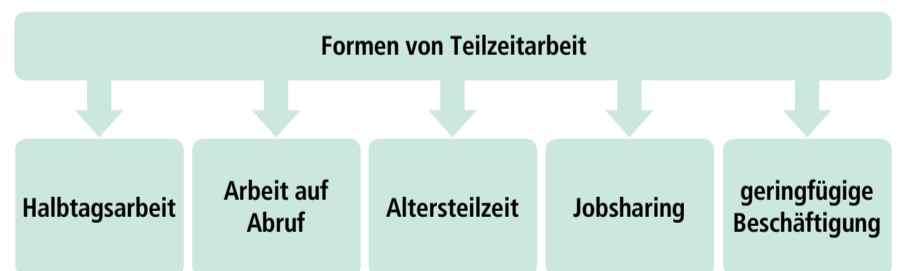 Formen von Teilzeitarbeit
Halbtagsarbeit
Arbeit auf
Abruf
Altersteilzeit
Jobsharing
geringfügige
Beschäftigung